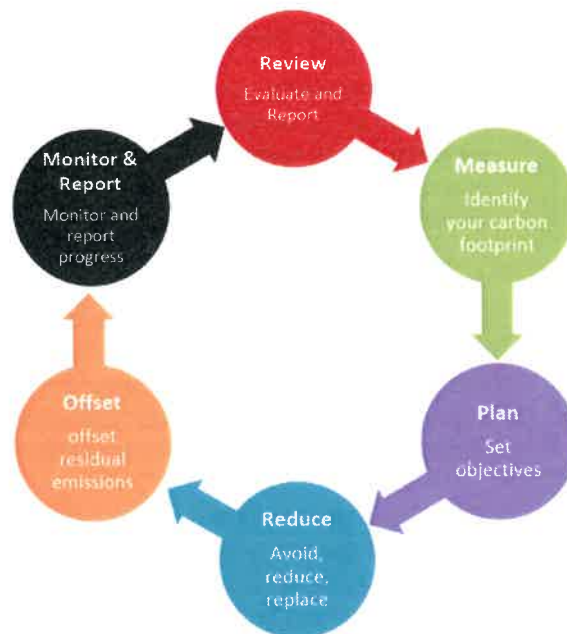 Review
Evaluate and
Report
Measure
Identify
your carbon
footprint
Plan
Set
objectives
Reduce
Avoid,
reduce,
replace
Offset
offset
residual
emissions
Monitor &
Report
Monitor and
report
progress